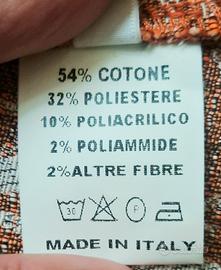 54% COTONE
32% POLIESTERE
10% POLIACRILICO
2% POLIAMMIDE
2%ALTRE FIBRE
30 P
MADE IN ITALY